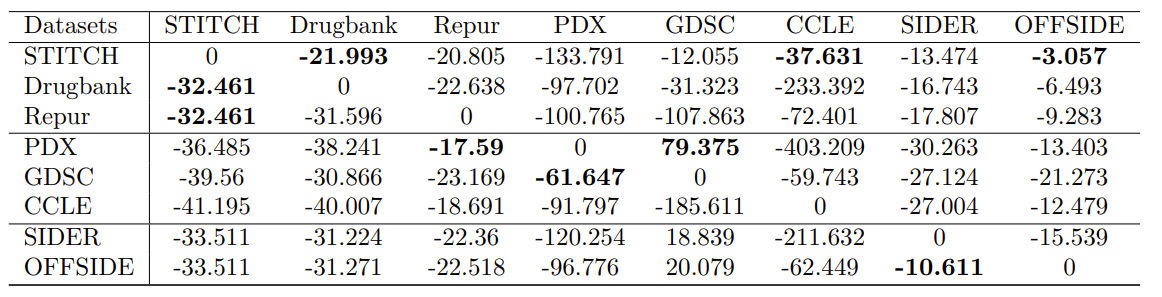 Datasets STITCH Drugbank Repur PDX GDSC CCLE SIDER OFFSIDE
STITCH 0 -21.993 -20.805 -133.791 -12.055 -37.631 -13.474 -3.057
Drugbank -32.461 0 -22.638 -97.702 -31.323 -233.392 -16.743 -6.493
Repur -32.461 -31.596 0 -100.765 -107.863 -72.401 -17.807 -9.283
PDX -36.485 -38.241 -17.59 0 79.375 -403.209 -30.263 -13.403
GDSC -39.56 -30.866 -23.169 -61.647 0 -59.743 -27.124 -21.273
CCLE -41.195 -40.007 -18.691 -91.797 -185.611 0 -27.004 -12.479
SIDER -33.511 -31.224 -22.36 -120.254 18.839 -211.632 0 -15.539
OFFSIDE -33.511 -31.271 -22.518 -96.776 20.079 -62.449 -10.611 0